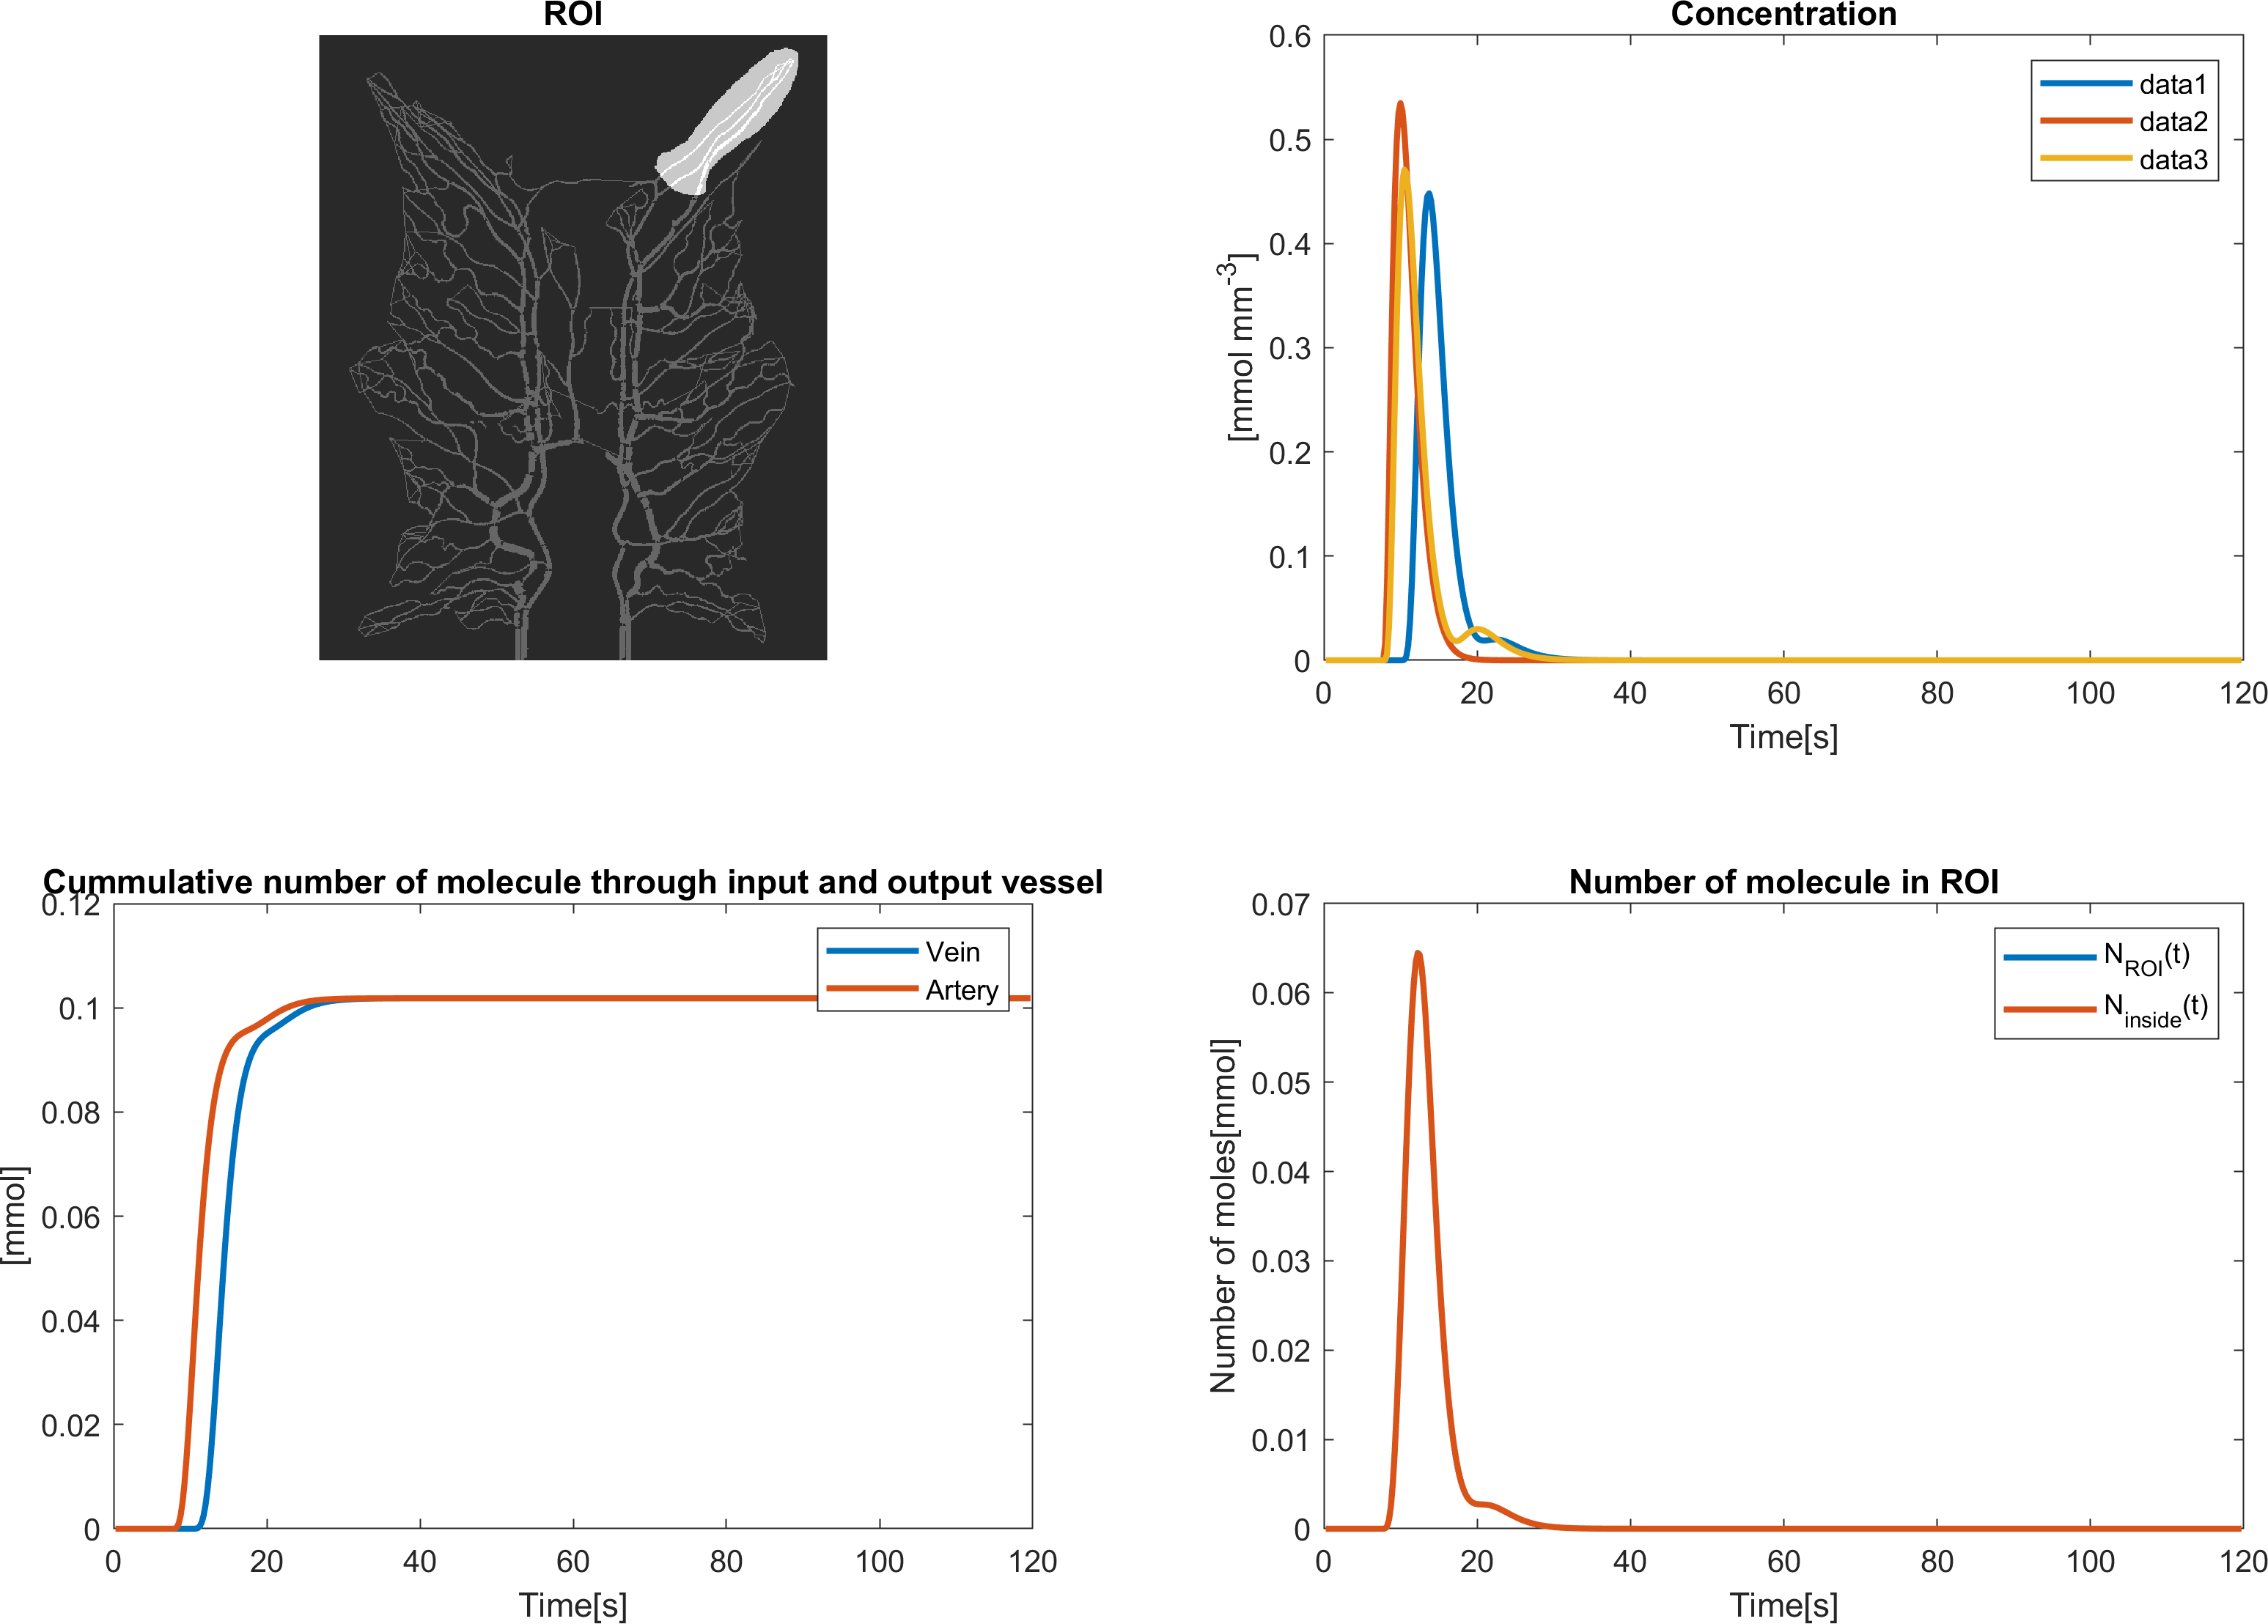 ROI
Concentration
0.6
0.5
0.4
0.3
0.2
0.1
0
[mmol mm-3]
data1
data2
data3
0 20 40 60 80 100 120
Time[s]
Cummulative number of molecule through input and output vessel
0.12
0.1
0.08
0.06
0.04
0.02
0
[mmol]
Vein
Artery
0 20 40 60 80 100 120
Time[s]
Number of molecule in ROI
0.07
0.06
0.05
0.04
0.03
0.02
0.01
0
Number of moles[mmol]
NROI(t)
Ninside(t)
0 20 40 60 80 100 120
Time[s]